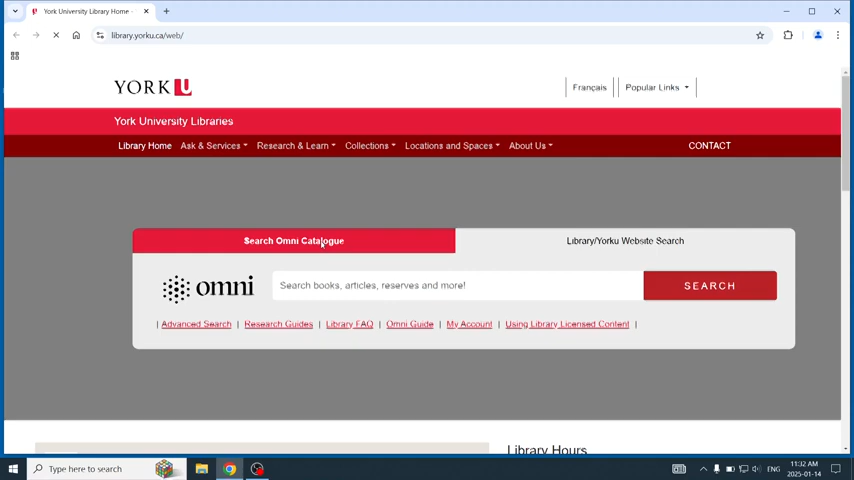 York University Library Home -
library.yorku.ca/web/
YORK U
Français
Popular Links
York University Libraries
Library Home Ask & Services Research & Learn Collections Locations and Spaces About Us CONTACT
Search Omni Catalogue
Library/Yorku Website Search
omni
Search books, articles, reserves and more!
SEARCH
| Advanced Search | Research Guides | Library FAQ | Omni Guide | My Account | Using Library Licensed Content |
Library Hours
Type here to search
ENG
11:32 AM
2025-01-14